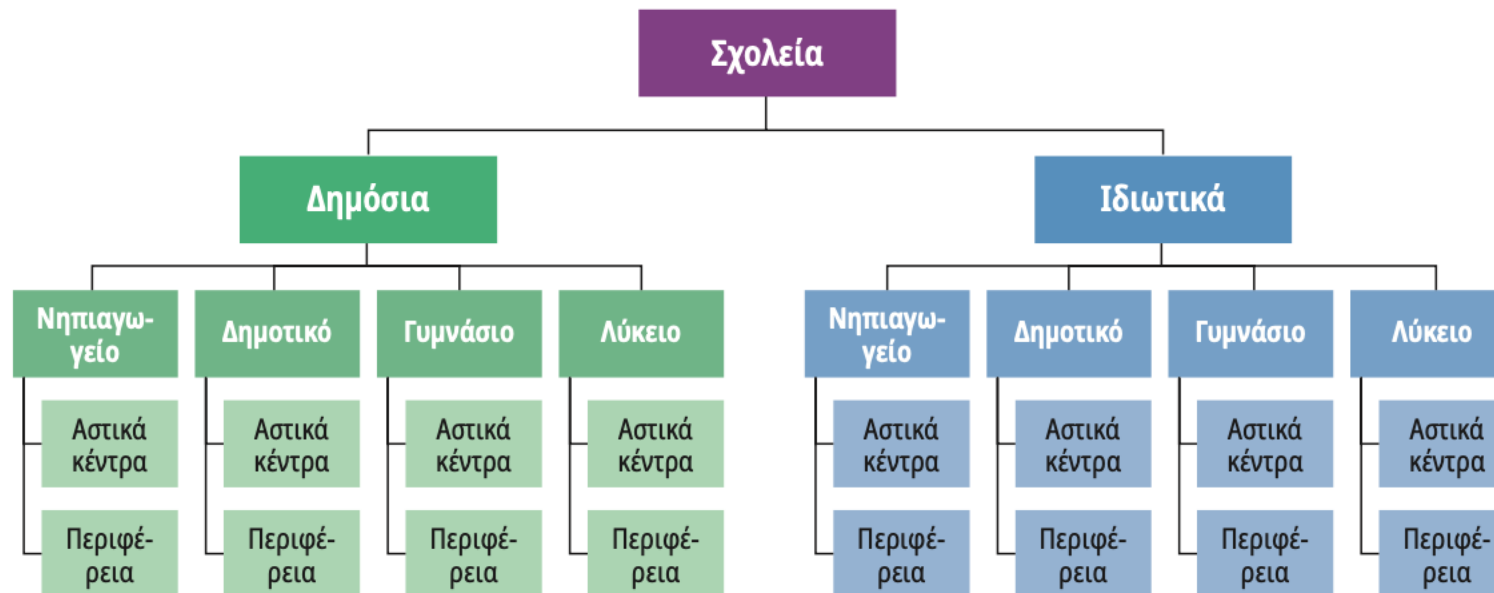 Σχολεία
Δημόσια
Ιδιωτικά
Νηπιαγω-
γείο
Δημοτικό
Γυμνάσιο
Λύκειο
Νηπιαγω-
γείο
Δημοτικό
Γυμνάσιο
Λύκειο
Αστικά
κέντρα
Αστικά
κέντρα
Αστικά
κέντρα
Αστικά
κέντρα
Αστικά
κέντρα
Αστικά
κέντρα
Αστικά
κέντρα
Αστικά
κέντρα
Περιφέ-
ρεια
Περιφέ-
ρεια
Περιφέ-
ρεια
Περιφέ-
ρεια
Περιφέ-
ρεια
Περιφέ-
ρεια
Περιφέ-
ρεια
Περιφέ-
ρεια